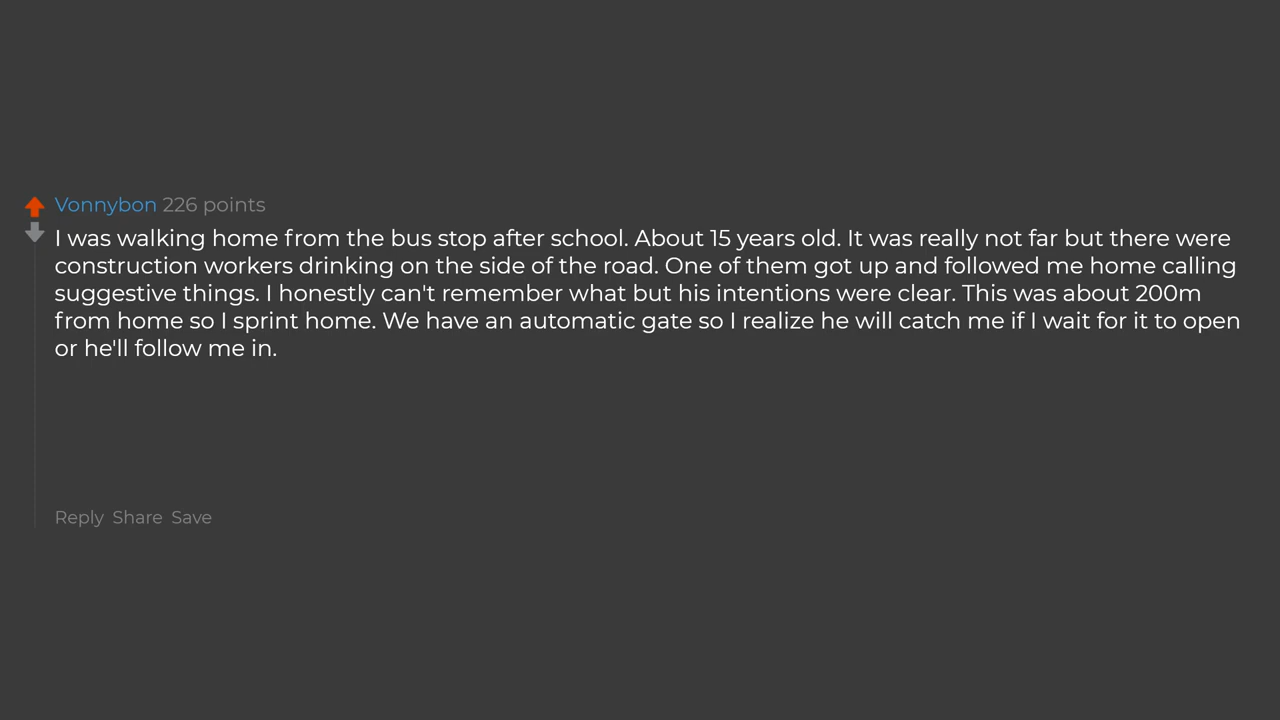 Vonnybon 226 points
I was walking home from the bus stop after school. About 15 years old. It was really not far but there were
construction workers drinking on the side of the road. One of them got up and followed me home calling
suggestive things. I honestly can't remember what but his intentions were clear. This was about 200m
from home so I sprint home. We have an automatic gate so I realize he will catch me if I wait for it to open
or he'll follow me in.
Reply Share Save